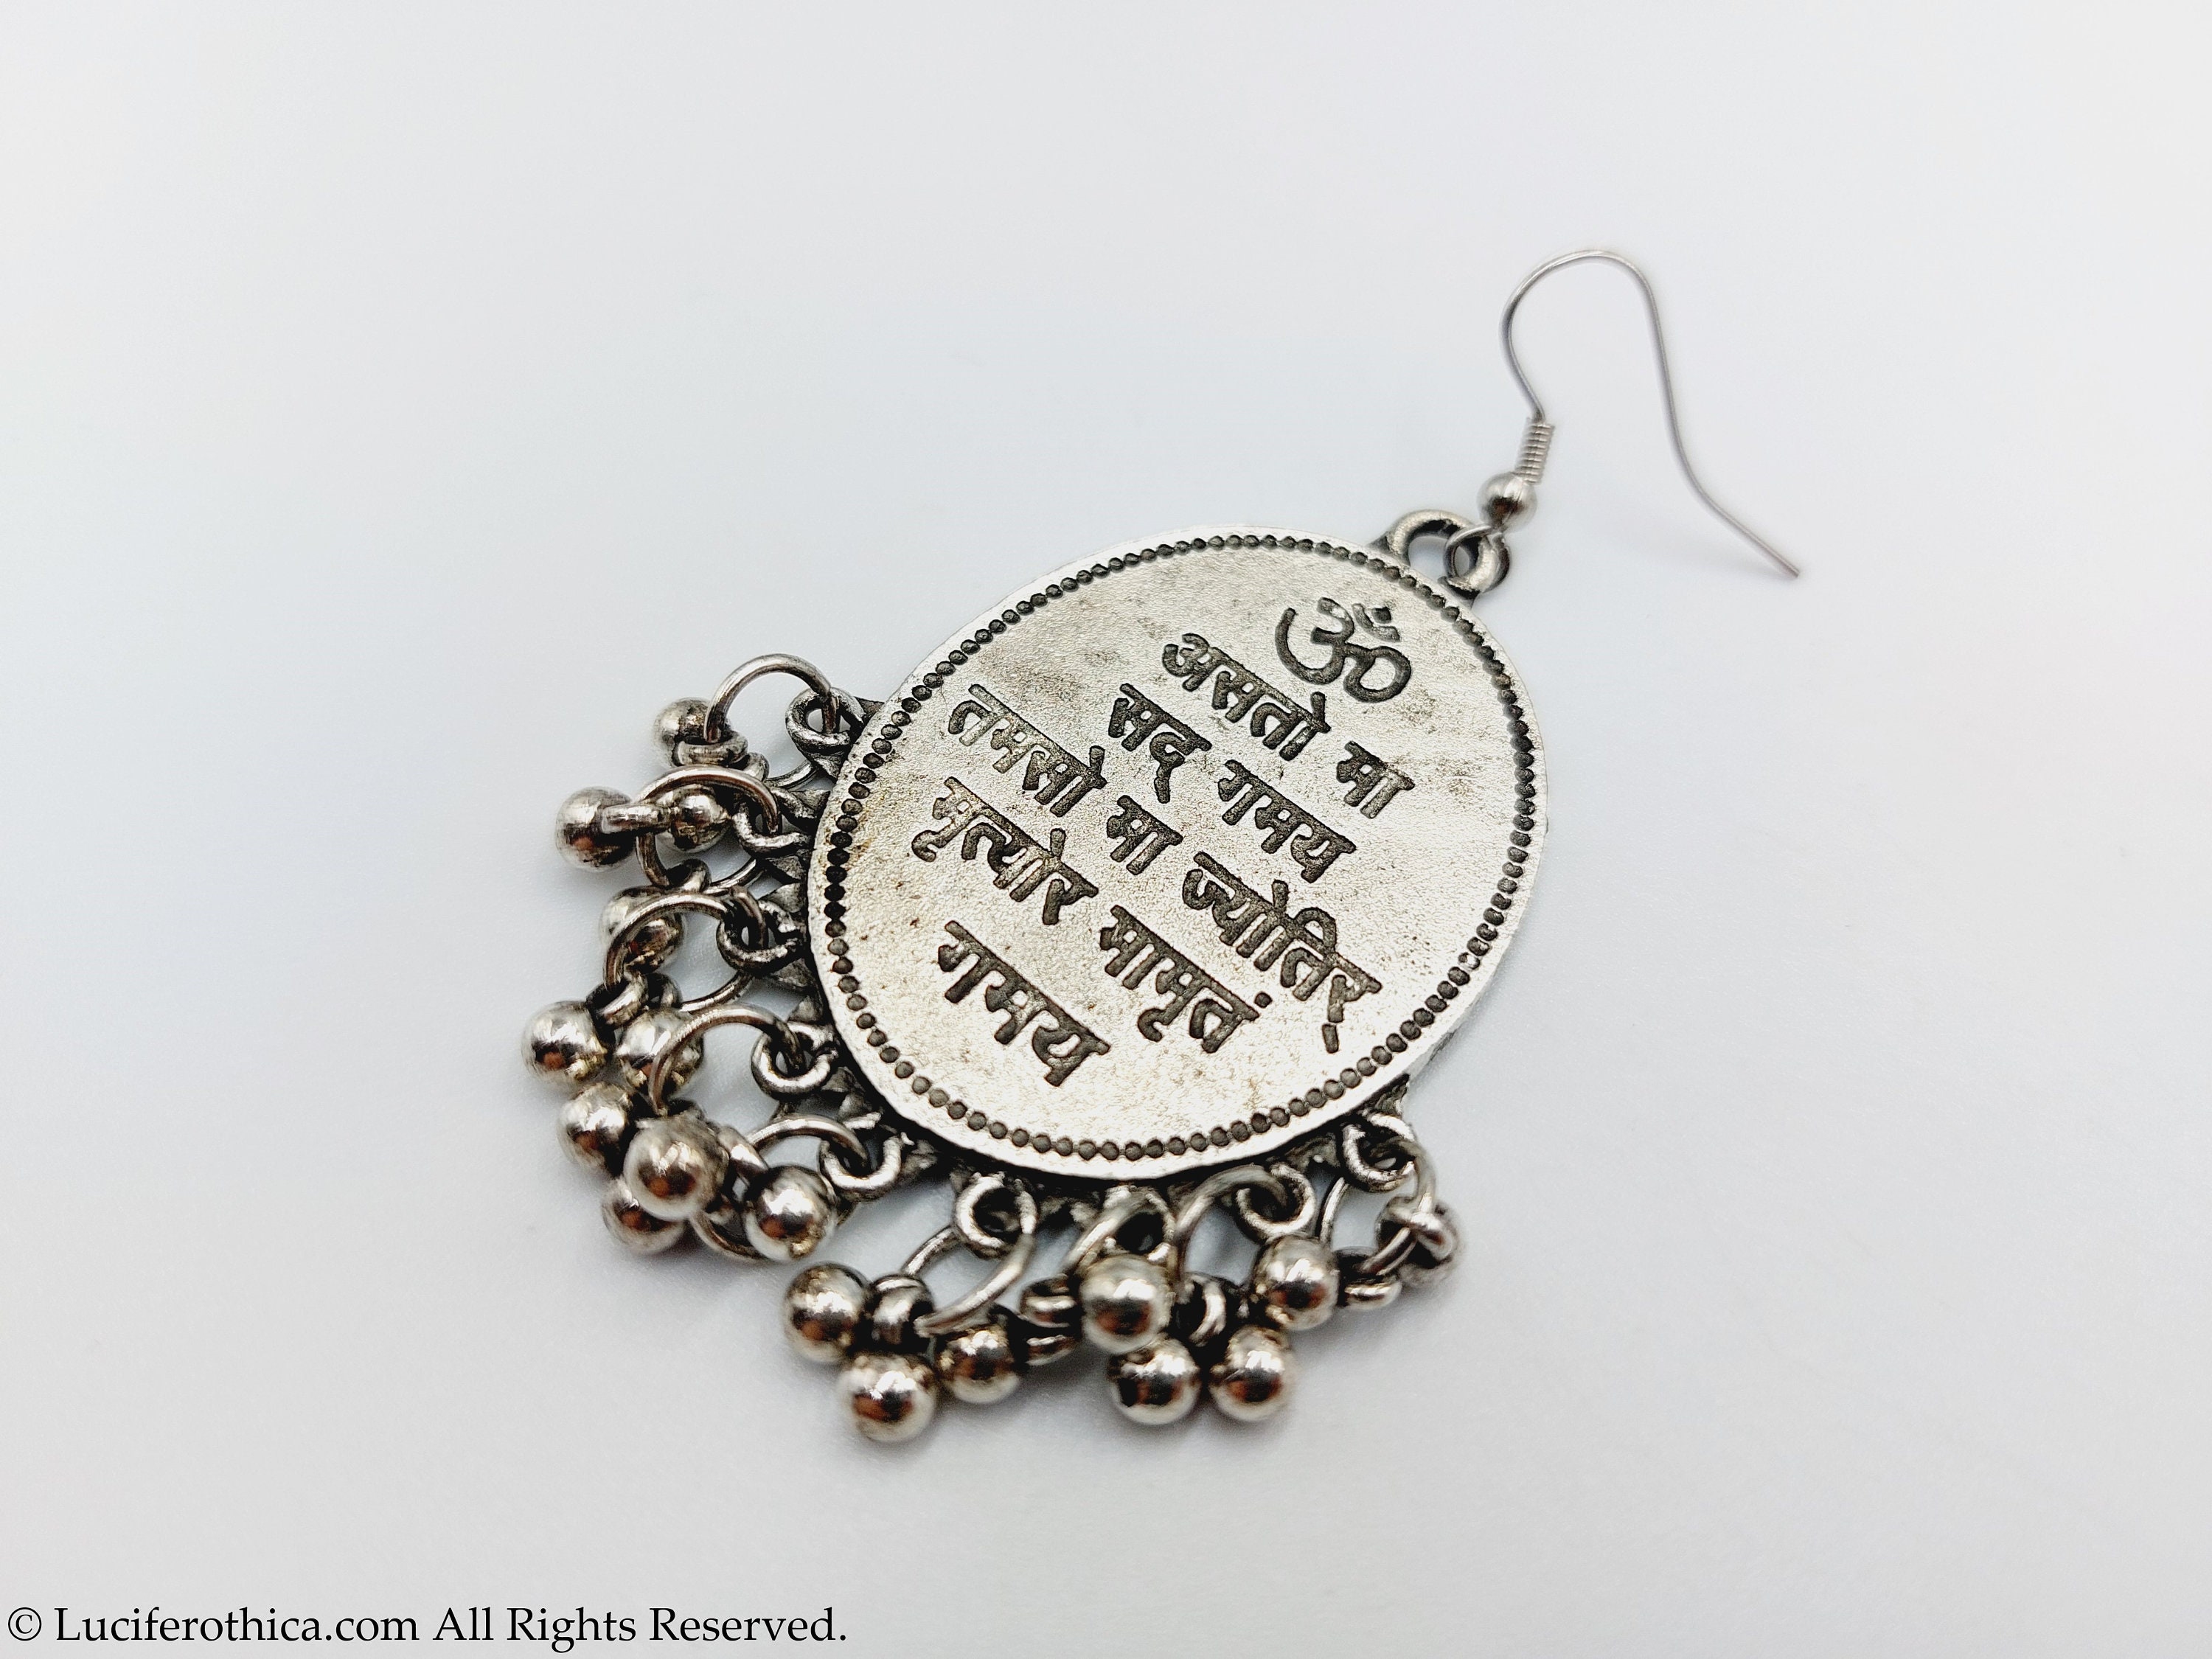 ॐ
असतो मा
सद गमय
तमसो मा ज्योतिर्
मृत्योर मामृतं
गमय
© Luciferothica.com All Rights Reserved.